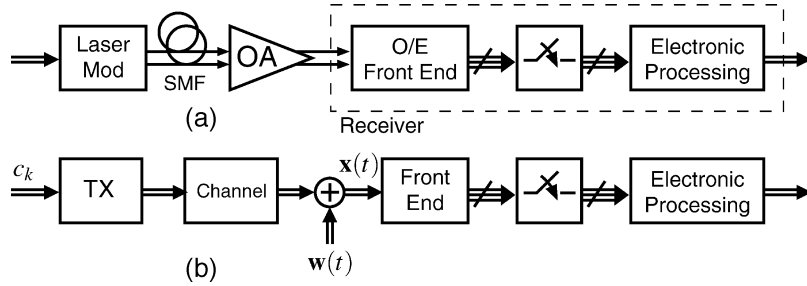 Laser
Mod
SMF
OA
O/E
Front End
Electronic
Processing
(a)
Receiver
c_k
TX
Channel
x(t)
w(t)
Front
End
Electronic
Processing
(b)